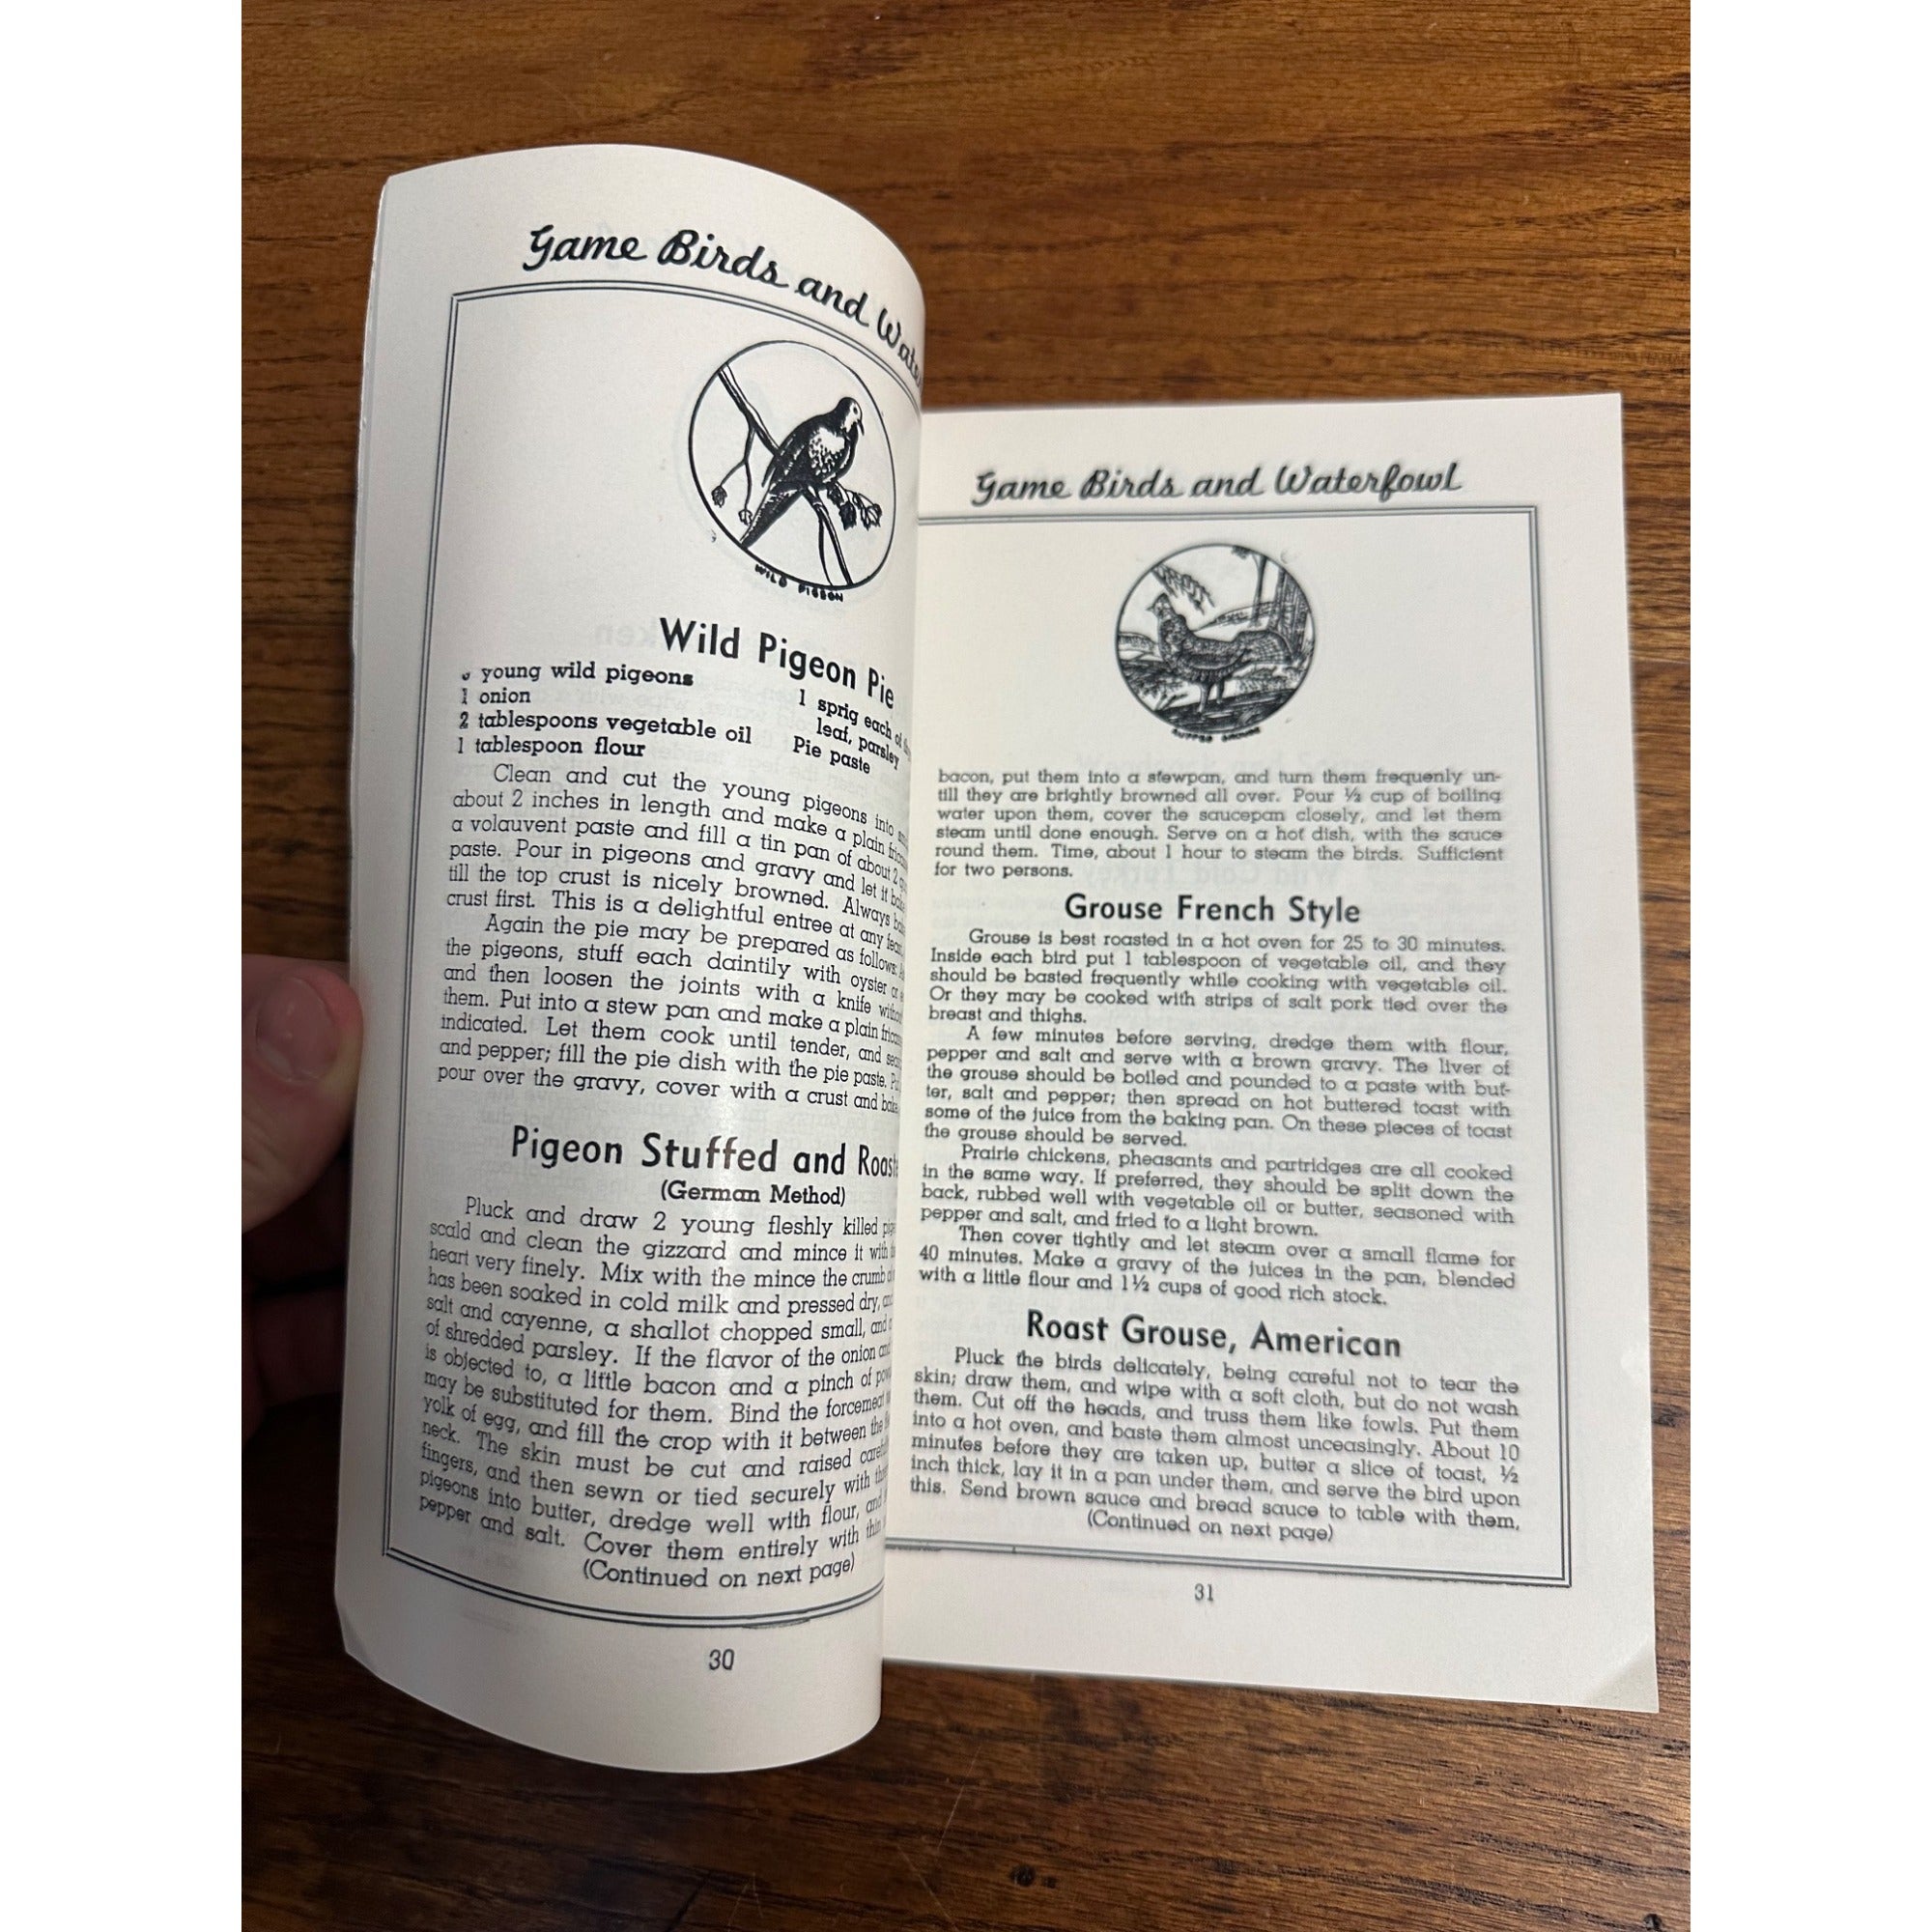 Game Birds and
WILD PIGEON
Wild Pigeon Pie
young wild pigeons
1 onion
2 tablespoons vegetable oil
1 tablespoon flour
1 sprig each of
leaf, parsley
Pie paste
Clean and cut the young pigeons into
about 2 inches in length and make a plain
a volauvent paste and fill a tin pan of about 2
paste. Pour in pigeons and gravy and let it
till the top crust is nicely browned. Always
crust first. This is a delightful entree at any
Again the pie may be prepared as follows:
the pigeons, stuff each daintily with oyster or
and then loosen the joints with a knife
them. Put into a stew pan and make a plain
indicated. Let them cook until tender, and
and pepper; fill the pie dish with the pie paste.
pour over the gravy, cover with a crust and
Pigeon Stuffed and
(German Method)
Pluck and draw 2 young fleshly killed
scald and clean the gizzard and mince it with
heart very finely. Mix with the mince the crumb
has been soaked in cold milk and pressed dry,
salt and cayenne, a shallot chopped small, and
of shredded parsley. If the flavor of the onion
is objected to, a little bacon and a pinch of
may be substituted for them. Bind the forcemeat
yolk of egg, and fill the crop with it between the
neck. The skin must be cut and raised
fingers, and then sewn or tied securely with
pigeons into butter, dredge well with flour, and
pepper and salt. Cover them entirely with thin
(Continued on next page)
30
Game Birds and Waterfowl
bacon, put them into a stewpan, and turn them frequenly un-
till they are brightly browned all over. Pour ½ cup of boiling
water upon them, cover the saucepan closely, and let them
steam until done enough. Serve on a hot dish, with the sauce
round them. Time, about 1 hour to steam the birds. Sufficient
for two persons.
Grouse French Style
Grouse is best roasted in a hot oven for 25 to 30 minutes.
Inside each bird put 1 tablespoon of vegetable oil, and they
should be basted frequently while cooking with vegetable oil.
Or they may be cooked with strips of salt pork tied over the
breast and thighs.
A few minutes before serving, dredge them with flour,
pepper and salt and serve with a brown gravy. The liver of
the grouse should be boiled and pounded to a paste with but-
ter, salt and pepper; then spread on hot buttered toast with
some of the juice from the baking pan. On these pieces of toast
the grouse should be served.
Prairie chickens, pheasants and partridges are all cooked
in the same way. If preferred, they should be split down the
back, rubbed well with vegetable oil or butter, seasoned with
pepper and salt, and fried to a light brown.
Then cover tightly and let steam over a small flame for
40 minutes. Make a gravy of the juices in the pan, blended
with a little flour and 1½ cups of good rich stock.
Roast Grouse, American
Pluck the birds delicately, being careful not to tear the
skin; draw them, and wipe with a soft cloth, but do not wash
them. Cut off the heads, and truss them like fowls. Put them
into a hot oven, and baste them almost unceasingly. About 10
minutes before they are taken up, butter a slice of toast, ½
inch thick, lay it in a pan under them, and serve the bird upon
this. Send brown sauce and bread sauce to table with them,
(Continued on next page)
31